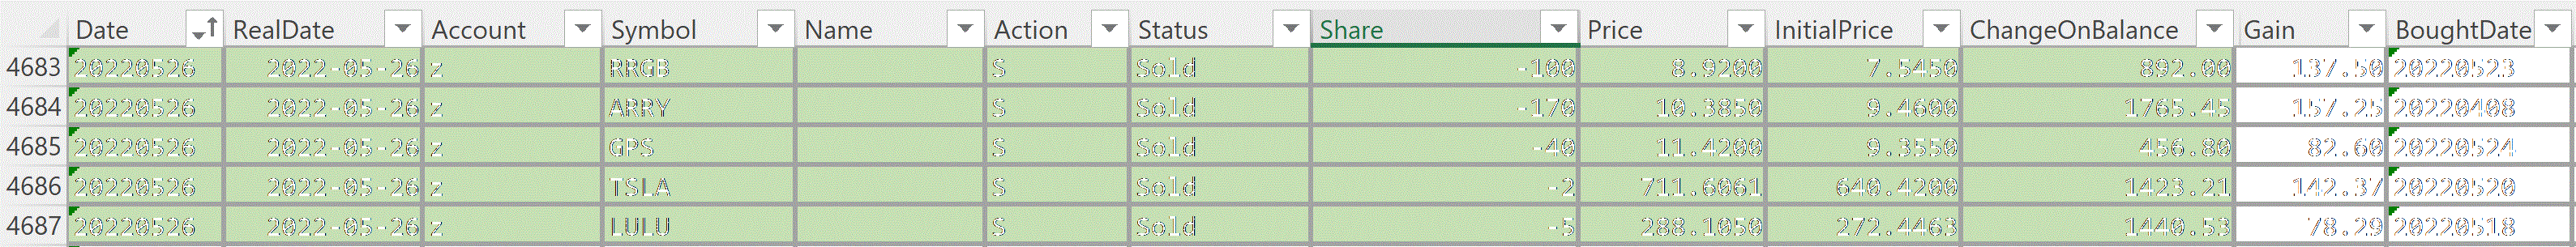 Date RealDate Account Symbol Name Action Status Share Price InitialPrice ChangeOnBalance Gain BoughtDate
4683 20220526 2022-05-26 z RRGB S Sold -100 8.9200 7.5450 892.00 137.50 20220523
4684 20220526 2022-05-26 z ARRY S Sold -170 10.3850 9.4600 1765.45 157.25 20220408
4685 20220526 2022-05-26 z GPS S Sold -40 11.4200 9.3550 456.80 82.60 20220524
4686 20220526 2022-05-26 z TSLA S Sold -2 711.6061 640.4200 1423.21 142.37 20220520
4687 20220526 2022-05-26 z LULU S Sold -5 288.1050 272.4463 1440.53 78.29 20220518